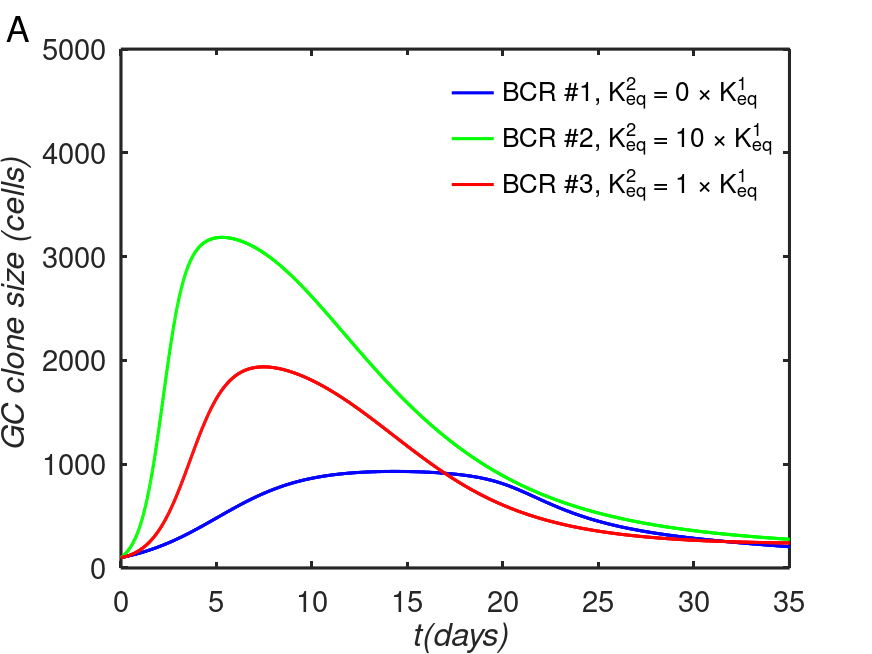 A
5000
4000
3000
2000
1000
0
GC clone size (cells)
BCR #1, K²eq = 0 × K¹eq
BCR #2, K²eq = 10 × K¹eq
BCR #3, K²eq = 1 × K¹eq
0 5 10 15 20 25 30 35
t(days)